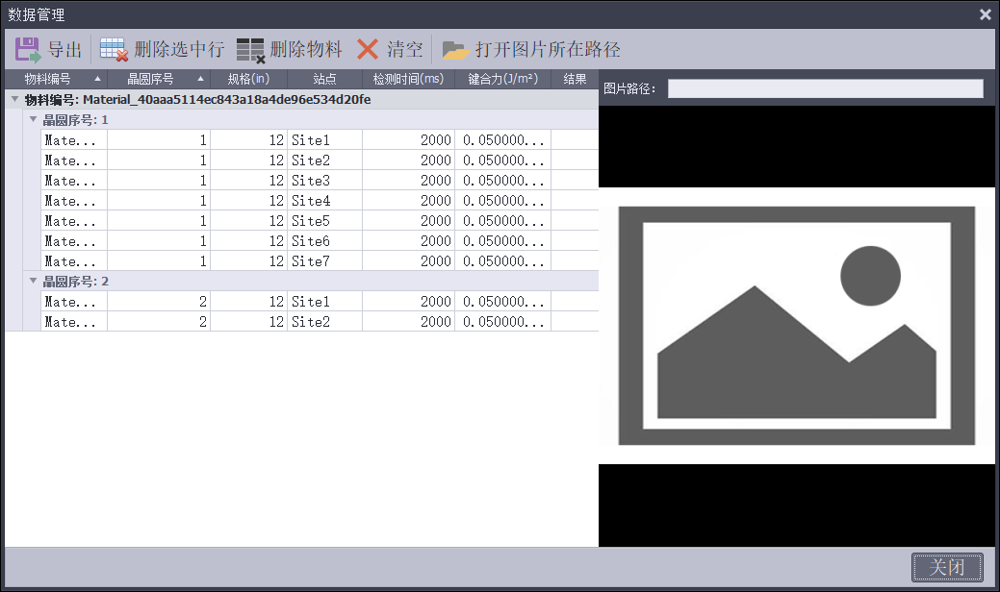 数据管理
导出 删除选中行 删除物料 清空 打开图片所在路径
物料编号 晶圆序号 规格(in) 站点 检测时间(ms) 键合力(J/m²) 结果
图片路径:
物料编号: Material_40aaa5114ec843a18a4de96e534d20fe
晶圆序号: 1
Mate... 1 12 Site1 2000 0.050000...
Mate... 1 12 Site2 2000 0.050000...
Mate... 1 12 Site3 2000 0.050000...
Mate... 1 12 Site4 2000 0.050000...
Mate... 1 12 Site5 2000 0.050000...
Mate... 1 12 Site6 2000 0.050000...
Mate... 1 12 Site7 2000 0.050000...
晶圆序号: 2
Mate... 2 12 Site1 2000 0.050000...
Mate... 2 12 Site2 2000 0.050000...
关闭